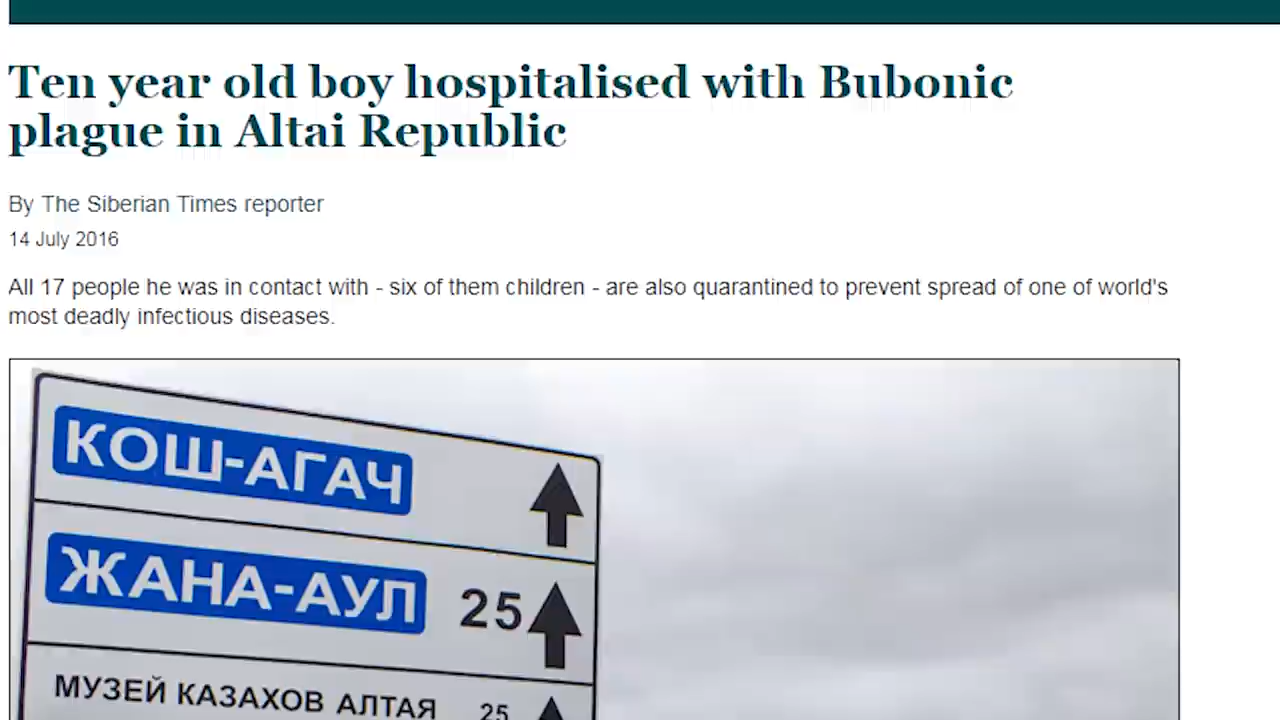 Ten year old boy hospitalised with Bubonic
plague in Altai Republic
By The Siberian Times reporter
14 July 2016
All 17 people he was in contact with - six of them children - are also quarantined to prevent spread of one of world's
most deadly infectious diseases.
КОШ-АГАЧ
ЖАНА-АУЛ 25
МУЗЕЙ КАЗАХОВ АЛТАЯ 25